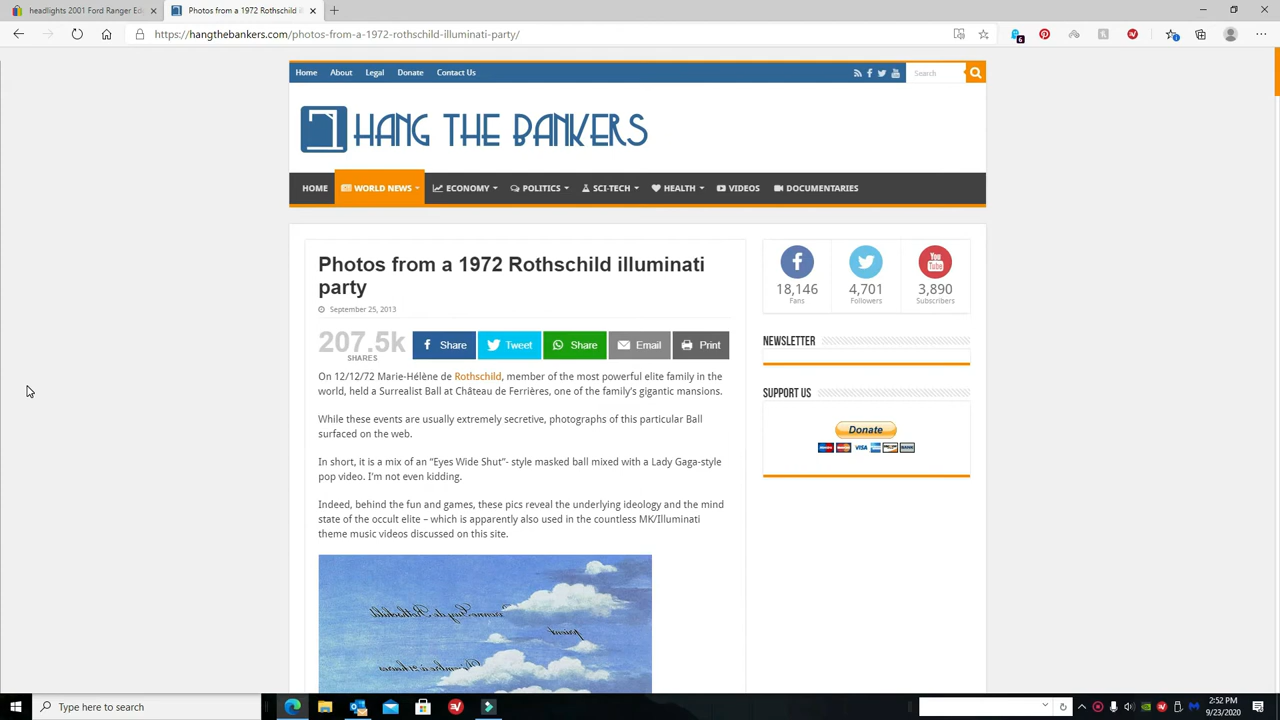 headlights 2001 Ford Ranger Ed
Photos from a 1972
https://hangthebankers.com/photos-from-a-1972-rothschild-illuminati-party/
6
Home About Legal Donate Contact Us
Search
HANG THE BANKERS
HOME WORLD NEWS ECONOMY POLITICS SCI-TECH HEALTH VIDEOS DOCUMENTARIES
Photos from a 1972 Rothschild illuminati
party
September 25, 2013
207.5k
SHARES
Share Tweet Share Email Print
On 12/12/72 Marie-Hélène de Rothschild, member of the most powerful elite family in the
world, held a Surrealist Ball at Château de Ferrières, one of the family's gigantic mansions.
While these events are usually extremely secretive, photographs of this particular Ball
surfaced on the web.
In short, it is a mix of an “Eyes Wide Shut”- style masked ball mixed with a Lady Gaga-style
pop video. I'm not even kidding.
Indeed, behind the fun and games, these pics reveal the underlying ideology and the mind
state of the occult elite – which is apparently also used in the countless MK/Illuminati
theme music videos discussed on this site.
18,146
Fans
4,701
Followers
You Tube
3,890
Subscribers
NEWSLETTER
SUPPORT US
Donate
VISA
Type here to search
2:52 PM
9/23/2020